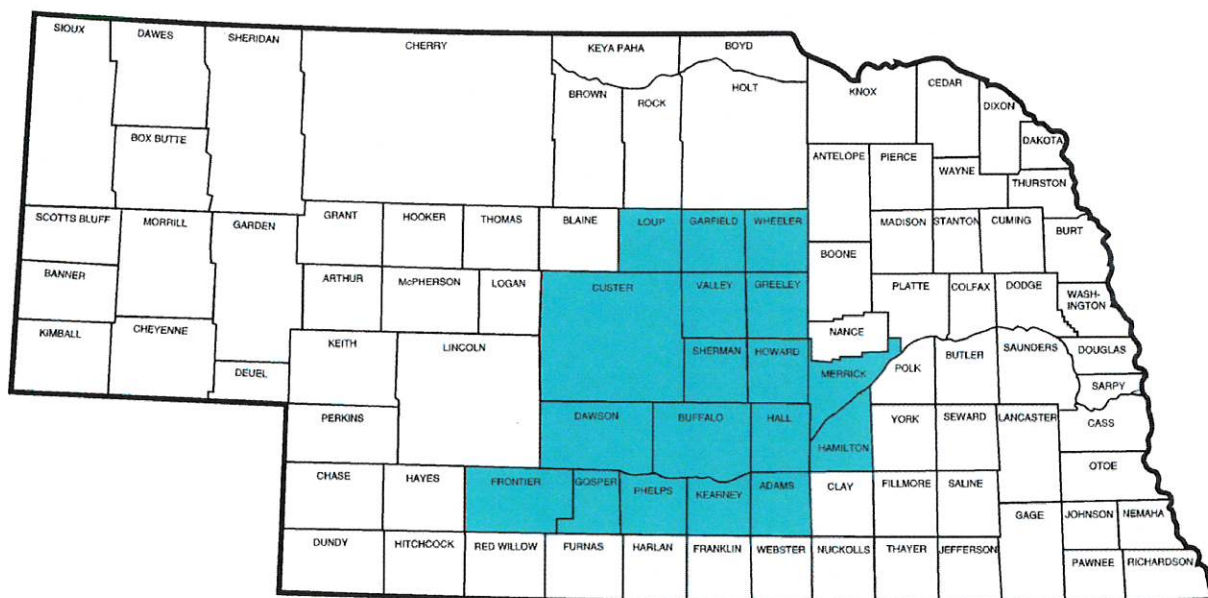 SIOUX
DAWES
SHERIDAN
CHERRY
KEYA PAHA
BOYD
BROWN
ROCK
HOLT
KNOX
CEDAR
DIXON
DAKOTA
BOX BUTTE
ANTELOPE
PIERCE
WAYNE
THURSTON
SCOTTS BLUFF
MORRILL
GARDEN
GRANT
HOOKER
THOMAS
BLAINE
LOUP
GARFIELD
WHEELER
MADISON
STANTON
CUMING
BURT
BANNER
ARTHUR
McPHERSON
LOGAN
CUSTER
VALLEY
GREELEY
BOONE
PLATTE
COLFAX
DODGE
WASH-
INGTON
KIMBALL
CHEYENNE
DEUEL
KEITH
LINCOLN
SHERMAN
HOWARD
NANCE
MERRICK
POLK
BUTLER
SAUNDERS
DOUGLAS
SARPY
PERKINS
DAWSON
BUFFALO
HALL
HAMILTON
YORK
SEWARD
LANCASTER
CASS
OTOE
CHASE
HAYES
FRONTIER
GOSPER
PHELPS
KEARNEY
ADAMS
CLAY
FILLMORE
SALINE
GAGE
JOHNSON
NEMAHA
DUNDY
HITCHCOCK
RED WILLOW
FURNAS
HARLAN
FRANKLIN
WEBSTER
NUCKOLLS
THAYER
JEFFERSON
PAWNEE
RICHARDSON